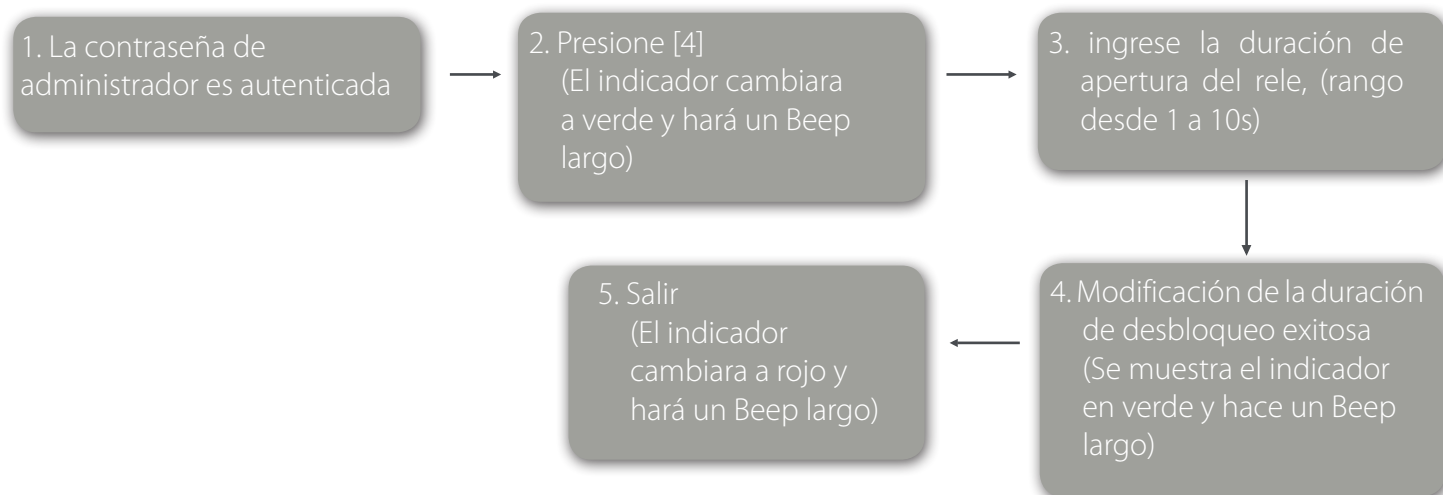 1. La contraseña de
administrador es autenticada
2. Presione [4]
(El indicador cambiara
a verde y hará un Beep
largo)
3. ingrese la duración de
apertura del rele, (rango
desde 1 a 10s)
4. Modificación de la duración
de desbloqueo exitosa
(Se muestra el indicador
en verde y hace un Beep
largo)
5. Salir
(El indicador
cambiara a rojo y
hará un Beep largo)